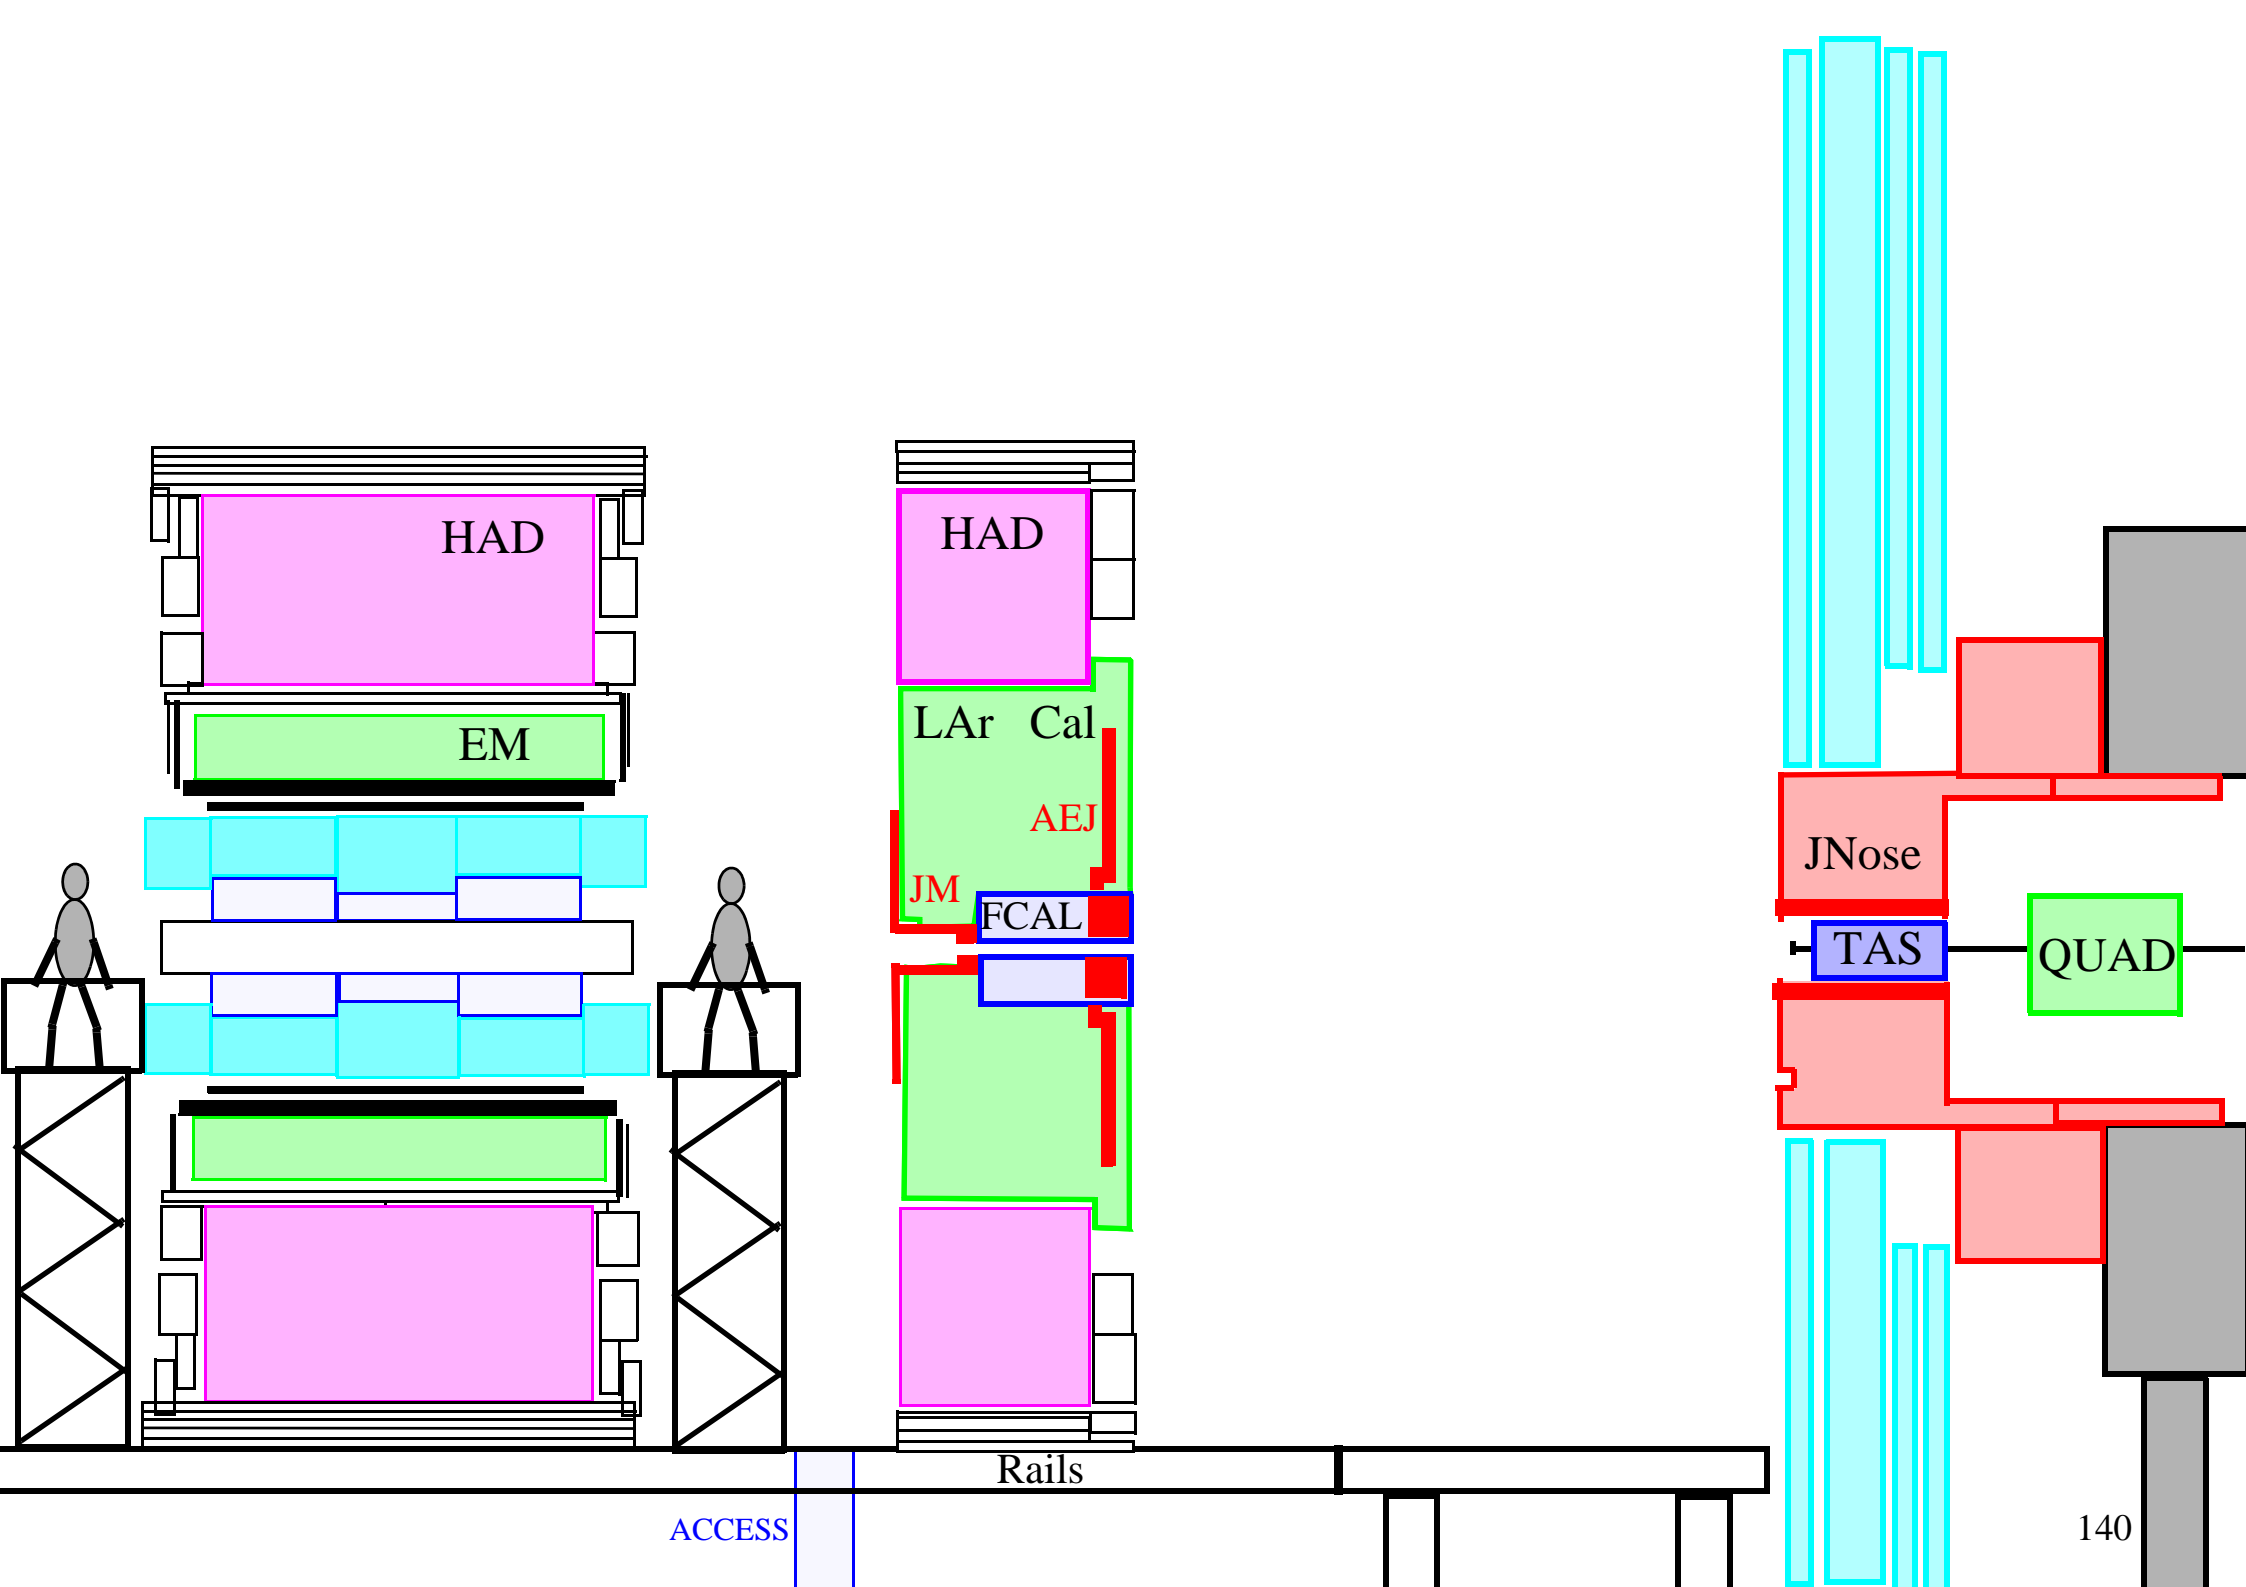 HAD
HAD
EM
LAr Cal
AEJ
JM
FCAL
JNose
TAS
QUAD
Rails
ACCESS
140